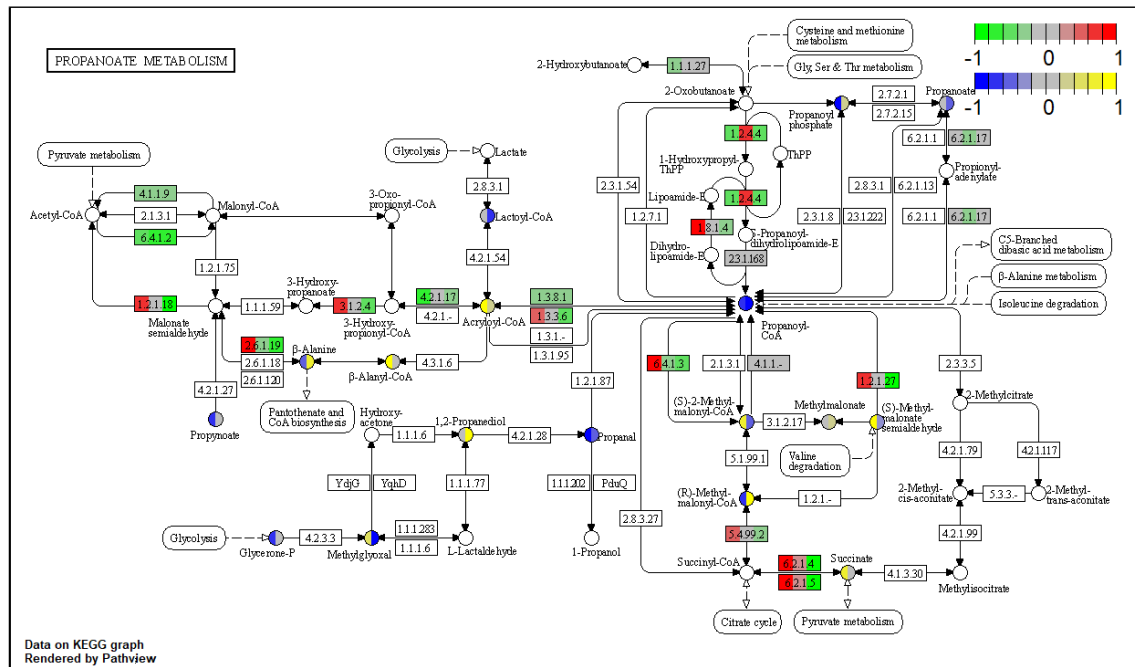 PROPANOATE METABOLISM
Cysteine and methionine
metabolism
-1 0 1
-1 0 1
2-Hydroxybutanoate
1.1.1.27
Gly, Ser & Thr metabolism
2-Oxobutanoate
Propanoyl
phosphate
2.7.2.1
2.7.2.15
Propanoate
1.2.4.4
6.2.1.1
6.2.1.17
1-Hydroxypropyl-
ThPP
ThPP
Propionyl-
adenylate
Pyruvate metabolism
Glycolysis
Lactate
2.8.3.1
2.3.1.54
Lipoamide-E
1.2.4.4
2.8.3.1
6.2.1.13
4.1.1.9
Acetyl-CoA
2.1.3.1
Malonyl-CoA
6.4.1.2
3-Oxo-
propionyl-CoA
Lactoyl-CoA
1.2.7.1
1.8.1.4
2.3.1.8
2.3.1.222
6.2.1.1
6.2.1.17
S-Propanoyl-
dihydrolipoamide-E
Dihydro-
lipoamide-E
4.2.1.54
2.3.1.168
C5-Branched
dibasic acid metabolism
1.2.1.75
β-Alanine metabolism
3-Hydroxy-
propanoate
1.2.1.18
1.1.1.59
3.1.2.4
4.2.1.17
4.2.1.-
1.3.8.1
1.3.3.6
1.3.1.-
1.3.1.95
Isoleucine degradation
Malonate
semialdehyde
3-Hydroxy-
propionyl-CoA
Acryloyl-CoA
Propanoyl-
CoA
2.6.1.19
2.6.1.18
2.6.1.120
β-Alanine
β-Alanyl-CoA
4.3.1.6
6.4.1.3
2.1.3.1
4.1.1.-
1.2.1.27
2.3.3.5
4.2.1.27
1.2.1.87
Propynoate
Pantothenate and
CoA biosynthesis
(S)-2-Methyl-
malonyl-CoA
3.1.2.17
Methylmalonate
(S)-Methyl-
malonate
semialdehyde
2-Methylcitrate
Hydroxy-
acetone
1.1.1.6
1,2-Propanediol
4.2.1.28
Propanal
Valine
degradation
4.2.1.79
4.2.1.117
5.1.99.1
YdjG
YqhD
1.1.1.77
1.1.1.202
PduQ
(R)-Methyl-
malonyl-CoA
1.2.1.-
2-Methyl-
cis-aconitate
5.3.3.-
2-Methyl-
trans-aconitate
2.8.3.27
Glycolysis
Glycerone-P
4.2.3.3
Methylglyoxal
1.1.1.283
1.1.1.6
L-Lactaldehyde
1-Propanol
5.4.99.2
4.2.1.99
Succinyl-CoA
6.2.1.4
6.2.1.5
Succinate
4.1.3.30
Methylisocitrate
Citrate cycle
Pyruvate metabolism
Data on KEGG graph
Rendered by Pathview